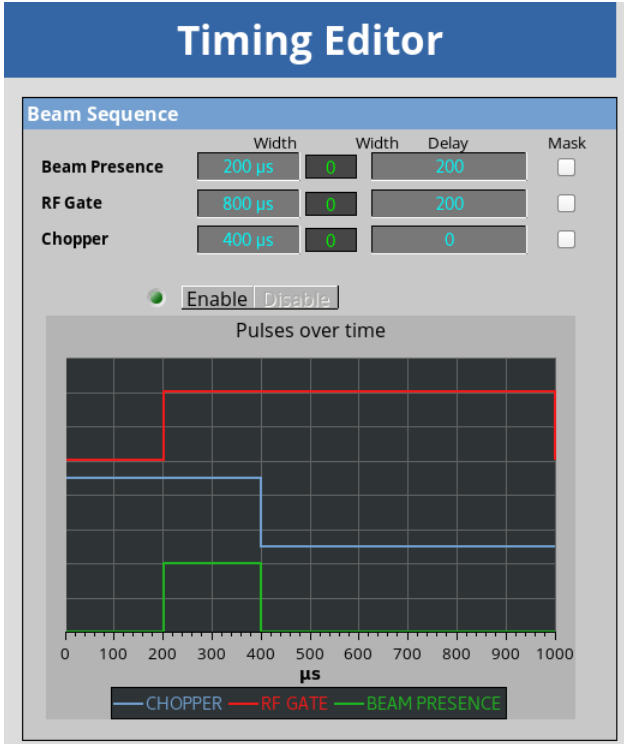 Timing Editor
Beam Sequence
Width Width Delay Mask
Beam Presence 200 µs 0 200
RF Gate 800 µs 0 200
Chopper 400 µs 0 0
Enable Disable
Pulses over time
0 100 200 300 400 500 600 700 800 900 1000
µs
CHOPPER RF GATE BEAM PRESENCE